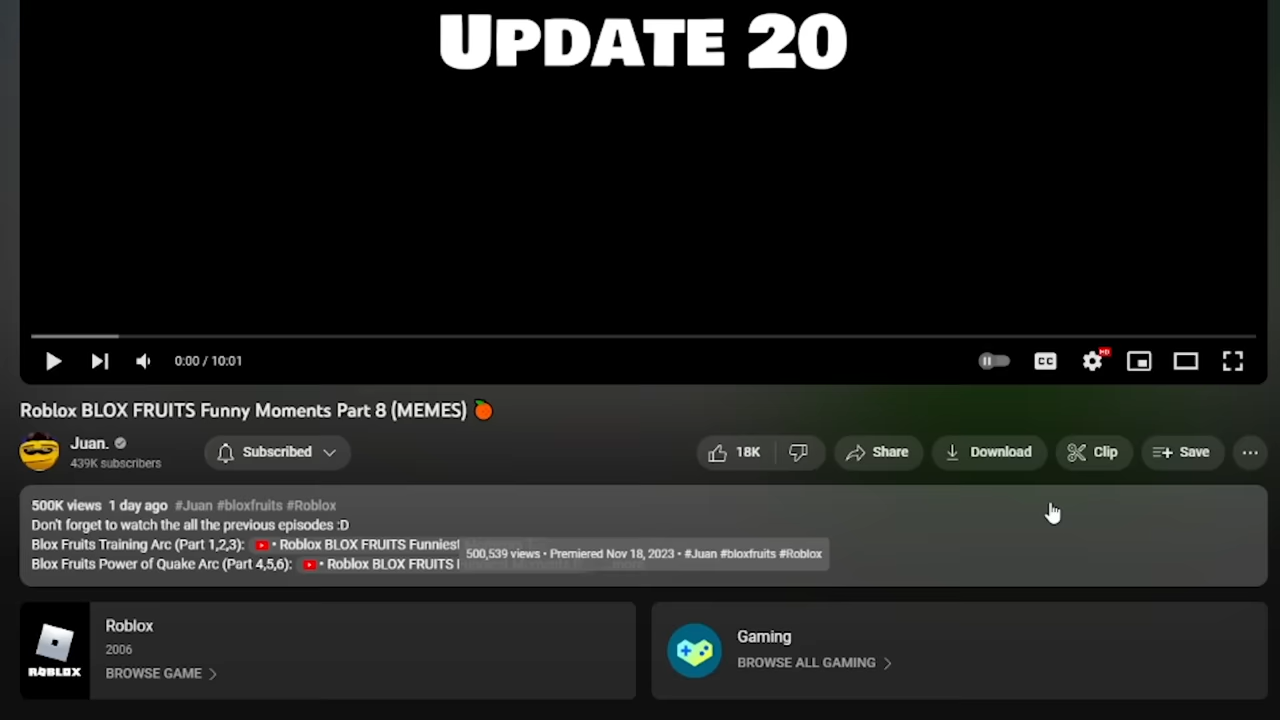 UPDATE 20
0:00 / 10:01
CC
HD
Roblox BLOX FRUITS Funny Moments Part 8 (MEMES)
Juan.
439K subscribers
Subscribed
18K
Share
Download
Clip
Save
500K views 1 day ago #Juan #bloxfruits #Roblox
Don't forget to watch the all the previous episodes :D
Blox Fruits Training Arc (Part 1,2,3): • Roblox BLOX FRUITS Funniest
500,539 views • Premiered Nov 18, 2023 • #Juan #bloxfruits #Roblox
Blox Fruits Power of Quake Arc (Part 4,5,6): • Roblox BLOX FRUITS ...more
ROBLOX
Roblox
2006
BROWSE GAME
Gaming
BROWSE ALL GAMING